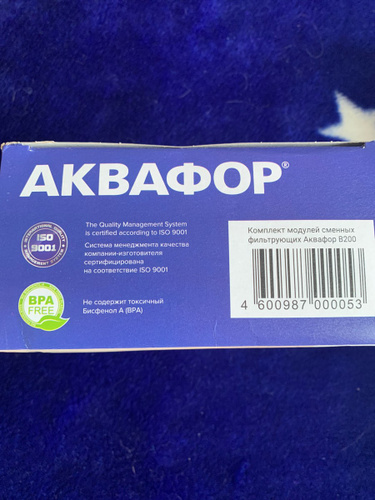 АКВАФОР®
The Quality Management System
is certified according to ISO 9001
Система менеджмента качества
компании-изготовителя
сертифицирована
на соответствие ISO 9001
ISO
9001
BPA
FREE
Не содержит токсичный
Бисфенол А (BPA)
Комплект модулей сменных
фильтрующих Аквафор B200
4 600987 000053